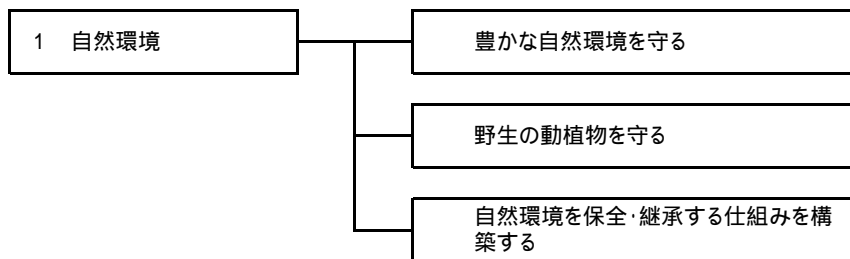 1 自然環境
豊かな自然環境を守る
野生の動植物を守る
自然環境を保全・継承する仕組みを構
築する